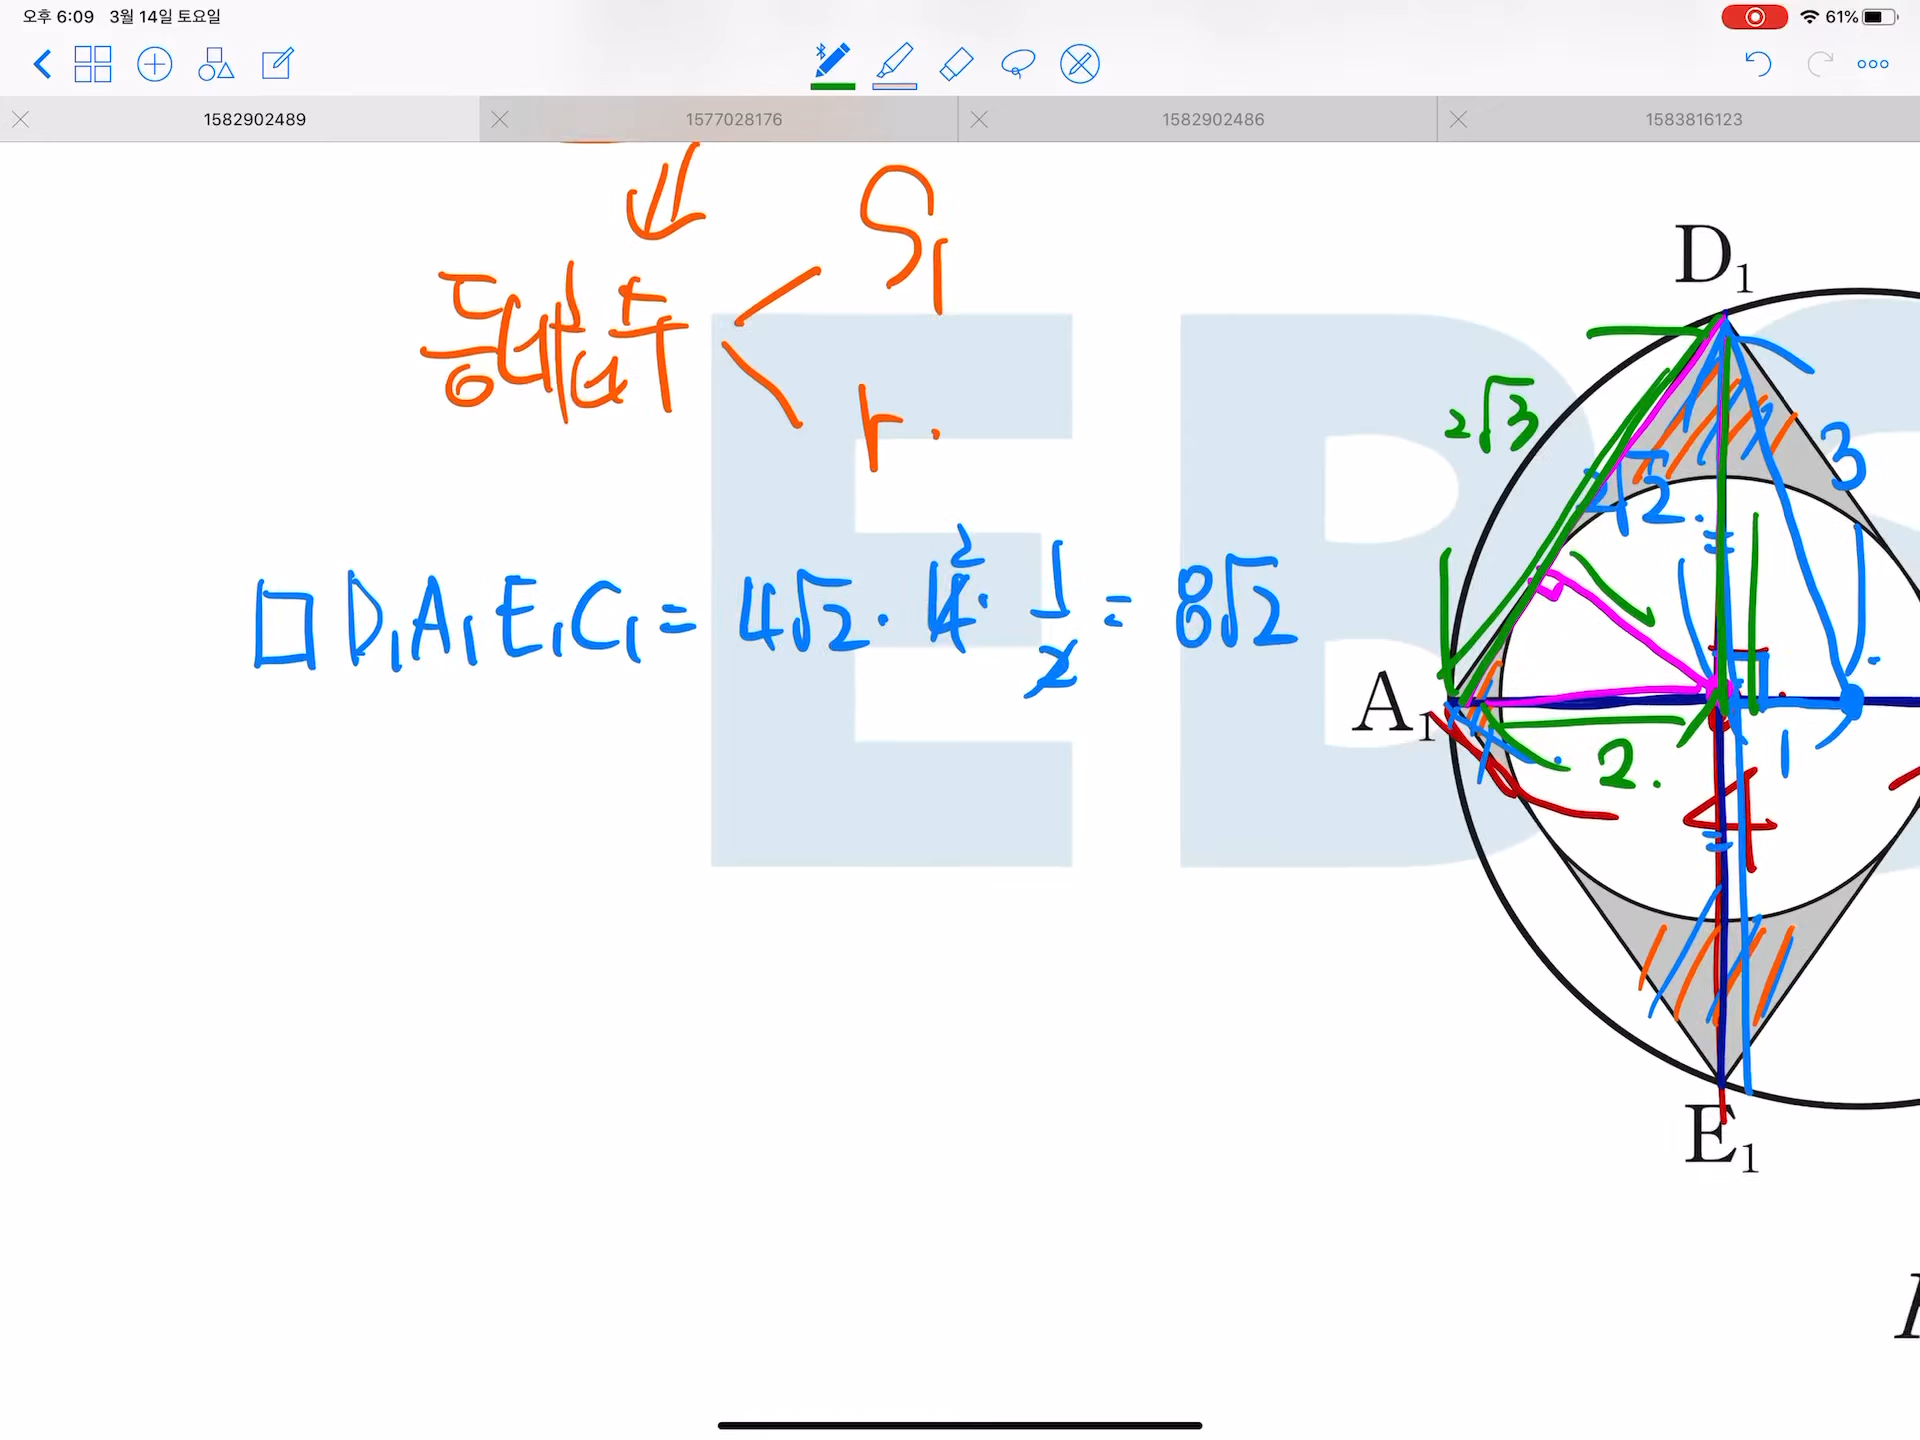 오후 6:09 3월 14일 토요일
61%
1582902489
1577028176
1582902486
1583816123
S₁
등비급수
r.
D₁
2√3
3
2√2.
□D₁A₁E₁C₁ = 4√2 · 4² · 1/2 = 8√2
A₁
2.
1
4
E₁
EBS